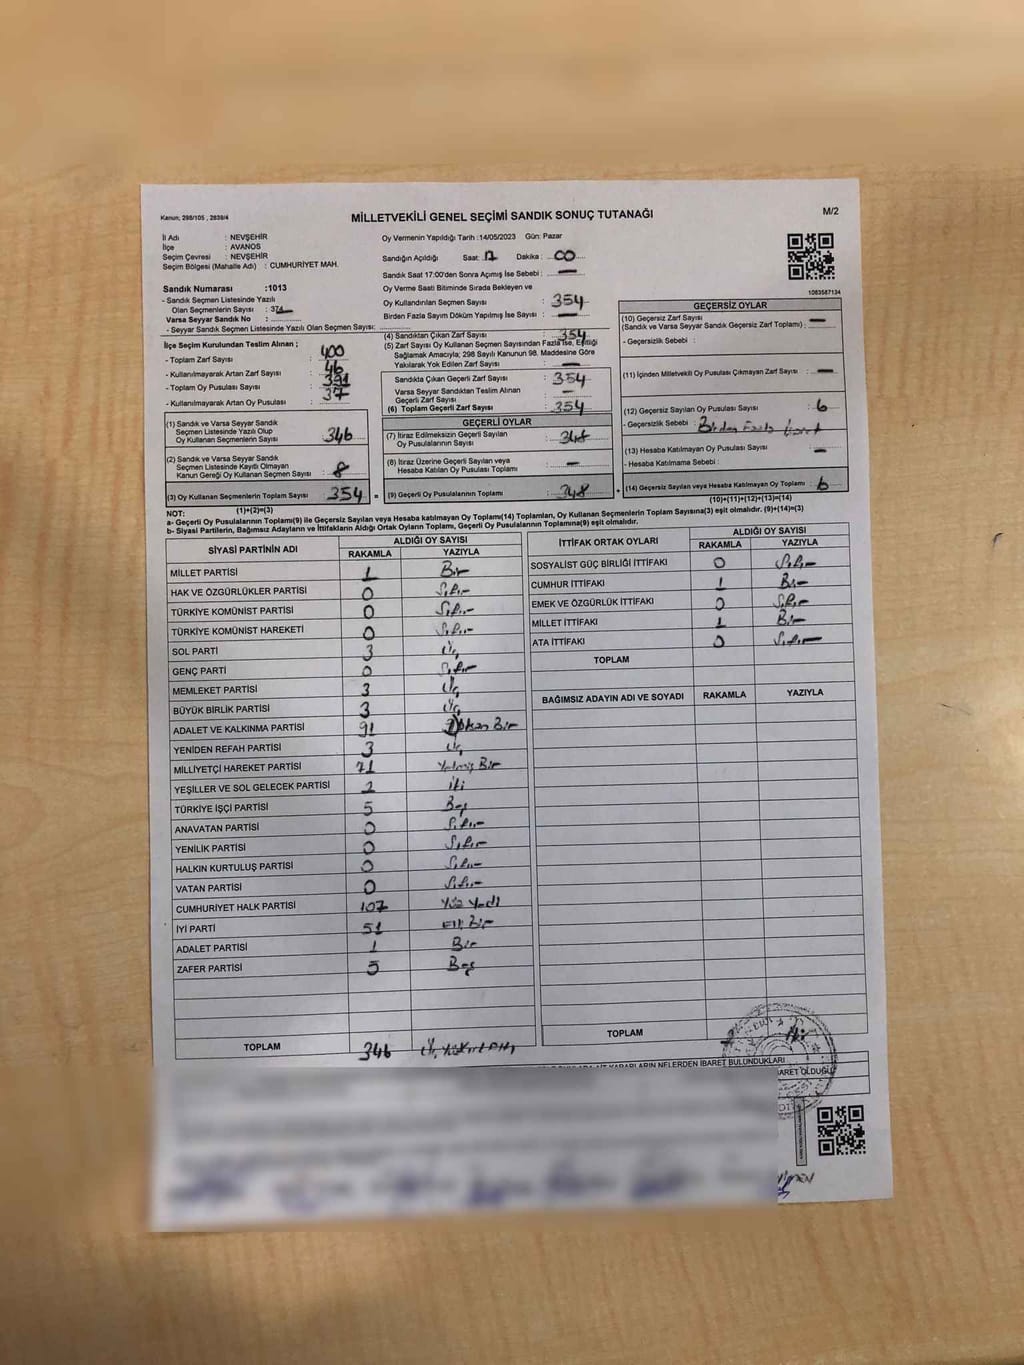 Kanun; 298/105 , 2839/4
MİLLETVEKİLİ GENEL SEÇİMİ SANDIK SONUÇ TUTANAĞI
M/2
İl Adı : NEVŞEHİR
İlçe : AVANOS
Seçim Çevresi : NEVŞEHİR
Seçim Bölgesi (Mahalle Adı) : CUMHURİYET MAH.
Oy Vermenin Yapıldığı Tarih :14/05/2023 Gün: Pazar
Sandığın Açıldığı Saat: 17 Dakika : 00
Sandık Saat 17:00'den Sonra Açılmış İse Sebebi : —
Oy Verme Saati Bitiminde Sırada Bekleyen ve
Oy Kullandırılan Seçmen Sayısı : 354
Birden Fazla Sayım Döküm Yapılmış İse Sayısı : —
1083587134
Sandık Numarası :1013
- Sandık Seçmen Listesinde Yazılı
Olan Seçmenlerin Sayısı :
Varsa Seyyar Sandık No :
- Seyyar Sandık Seçmen Listesinde Yazılı Olan Seçmen Sayısı:
İlçe Seçim Kurulundan Teslim Alınan ;
- Toplam Zarf Sayısı : 400
- Kullanılmayarak Artan Zarf Sayısı : 46
- Toplam Oy Pusulası Sayısı :
- Kullanılmayarak Artan Oy Pusulası : 37
(1) Sandık ve Varsa Seyyar Sandık
Seçmen Listesinde Yazılı Olup
Oy Kullanan Seçmenlerin Sayısı 346
(2) Sandık ve Varsa Seyyar Sandık
Seçmen Listesinde Kayıtlı Olmayan
Kanun Gereği Oy Kullanan Seçmen Sayısı 8
(3) Oy Kullanan Seçmenlerin Toplam Sayısı 354
(1)+(2)=(3)
(4) Sandıktan Çıkan Zarf Sayısı : 354
(5) Zarf Sayısı Oy Kullanan Seçmen Sayısından Fazla İse, Eşitliği
Sağlamak Amacıyla; 298 Sayılı Kanunun 98. Maddesine Göre
Yakılarak Yok Edilen Zarf Sayısı : —
Sandıkta Çıkan Geçerli Zarf Sayısı : 354
Varsa Seyyar Sandıktan Teslim Alınan
Geçerli Zarf Sayısı : —
(6) Toplam Geçerli Zarf Sayısı : 354
GEÇERLİ OYLAR
(7) İtiraz Edilmeksizin Geçerli Sayılan
Oy Pusulalarının Sayısı : 348
(8) İtiraz Üzerine Geçerli Sayılan veya
Hesaba Katılan Oy Pusulası Toplamı : —
= (9) Geçerli Oy Pusulalarının Toplamı : 348
GEÇERSİZ OYLAR
(10) Geçersiz Zarf Sayısı
(Sandık ve Varsa Seyyar Sandık Geçersiz Zarf Toplamı) : —
- Geçersizlik Sebebi :
(11) İçinden Milletvekili Oy Pusulası Çıkmayan Zarf Sayısı : —
(12) Geçersiz Sayılan Oy Pusulası Sayısı : 6
- Geçersizlik Sebebi : Birden Fazla
(13) Hesaba Katılmayan Oy Pusulası Sayısı : —
- Hesaba Katılmama Sebebi :
+ (14) Geçersiz Sayılan veya Hesaba Katılmayan Oy Toplamı : 6
(10)+(11)+(12)+(13)=(14)
NOT:
a- Geçerli Oy Pusulalarının Toplamı(9) ile Geçersiz Sayılan veya Hesaba katılmayan Oy Toplamı(14) Toplamları, Oy Kullanan Seçmenlerin Toplam Sayısına(3) eşit olmalıdır. (9)+(14)=(3)
b- Siyasi Partilerin, Bağımsız Adayların ve İttifakların Aldığı Ortak Oyların Toplamı, Geçerli Oy Pusulalarının Toplamına(9) eşit olmalıdır.
SİYASİ PARTİNİN ADI
ALDIĞI OY SAYISI
RAKAMLA YAZIYLA
MİLLET PARTİSİ 1 Bir
HAK VE ÖZGÜRLÜKLER PARTİSİ 0 Sıfır
TÜRKİYE KOMÜNİST PARTİSİ 0 Sıfır
TÜRKİYE KOMÜNİST HAREKETİ 0 Sıfır
SOL PARTİ 3 Üç
GENÇ PARTİ 0 Sıfır
MEMLEKET PARTİSİ 3 Üç
BÜYÜK BİRLİK PARTİSİ 3 Üç
ADALET VE KALKINMA PARTİSİ 91 Doksan Bir
YENİDEN REFAH PARTİSİ 3 Üç
MİLLİYETÇİ HAREKET PARTİSİ 71 Yetmiş Bir
YEŞİLLER VE SOL GELECEK PARTİSİ 2 İki
TÜRKİYE İŞÇİ PARTİSİ 5 Beş
ANAVATAN PARTİSİ 0 Sıfır
YENİLİK PARTİSİ 0 Sıfır
HALKIN KURTULUŞ PARTİSİ 0 Sıfır
VATAN PARTİSİ 0 Sıfır
CUMHURİYET HALK PARTİSİ 107 Yüz Yedi
İYİ PARTİ 51 Elli Bir
ADALET PARTİSİ 1 Bir
ZAFER PARTİSİ 5 Beş
TOPLAM 346
İTTİFAK ORTAK OYLARI
ALDIĞI OY SAYISI
RAKAMLA YAZIYLA
SOSYALİST GÜÇ BİRLİĞİ İTTİFAKI 0 Sıfır
CUMHUR İTTİFAKI 1 Bir
EMEK VE ÖZGÜRLÜK İTTİFAKI 0 Sıfır
MİLLET İTTİFAKI 1 Bir
ATA İTTİFAKI 0 Sıfır
TOPLAM
BAĞIMSIZ ADAYIN ADI VE SOYADI RAKAMLA YAZIYLA
TOPLAM 2 İki
NELERDEN İBARET BULUNDUKLARI